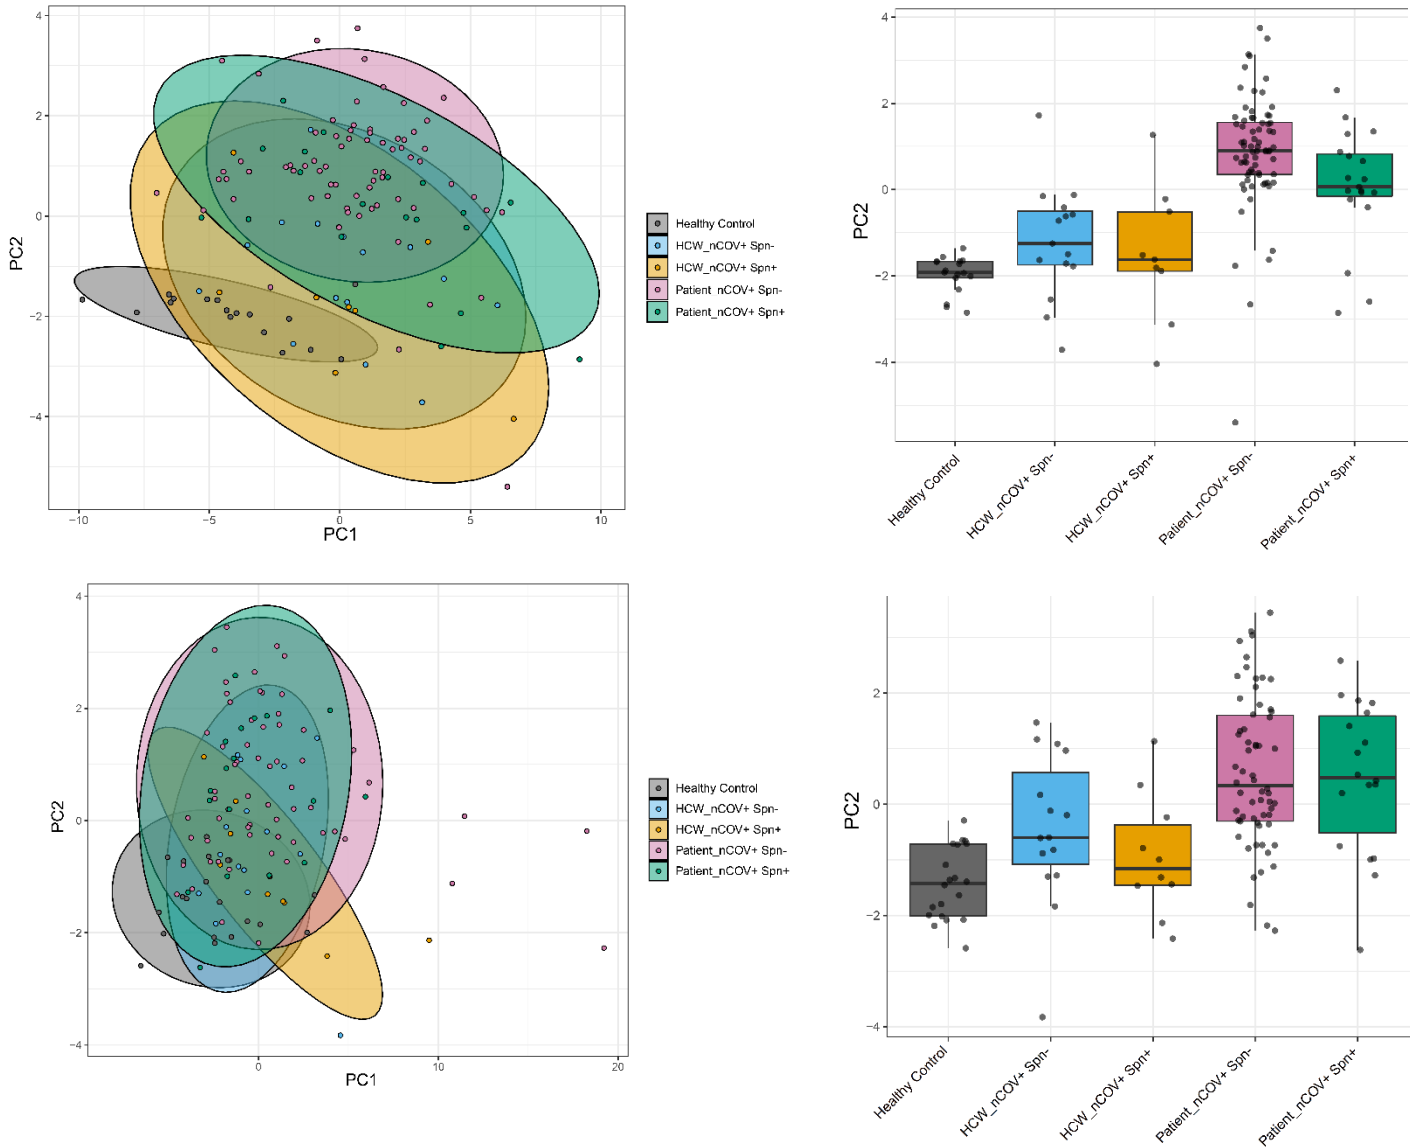 4
2
0
−2
−4
PC2
−10
−5
0
5
10
PC1
Healthy Control
HCW_nCOV+ Spn-
HCW_nCOV+ Spn+
Patient_nCOV+ Spn-
Patient_nCOV+ Spn+
4
2
0
−2
−4
PC2
Healthy Control
HCW_nCOV+ Spn-
HCW_nCOV+ Spn+
Patient_nCOV+ Spn-
Patient_nCOV+ Spn+
4
2
0
−2
−4
PC2
0
10
20
PC1
Healthy Control
HCW_nCOV+ Spn-
HCW_nCOV+ Spn+
Patient_nCOV+ Spn-
Patient_nCOV+ Spn+
2
0
−2
−4
PC2
Healthy Control
HCW_nCOV+ Spn-
HCW_nCOV+ Spn+
Patient_nCOV+ Spn-
Patient_nCOV+ Spn+